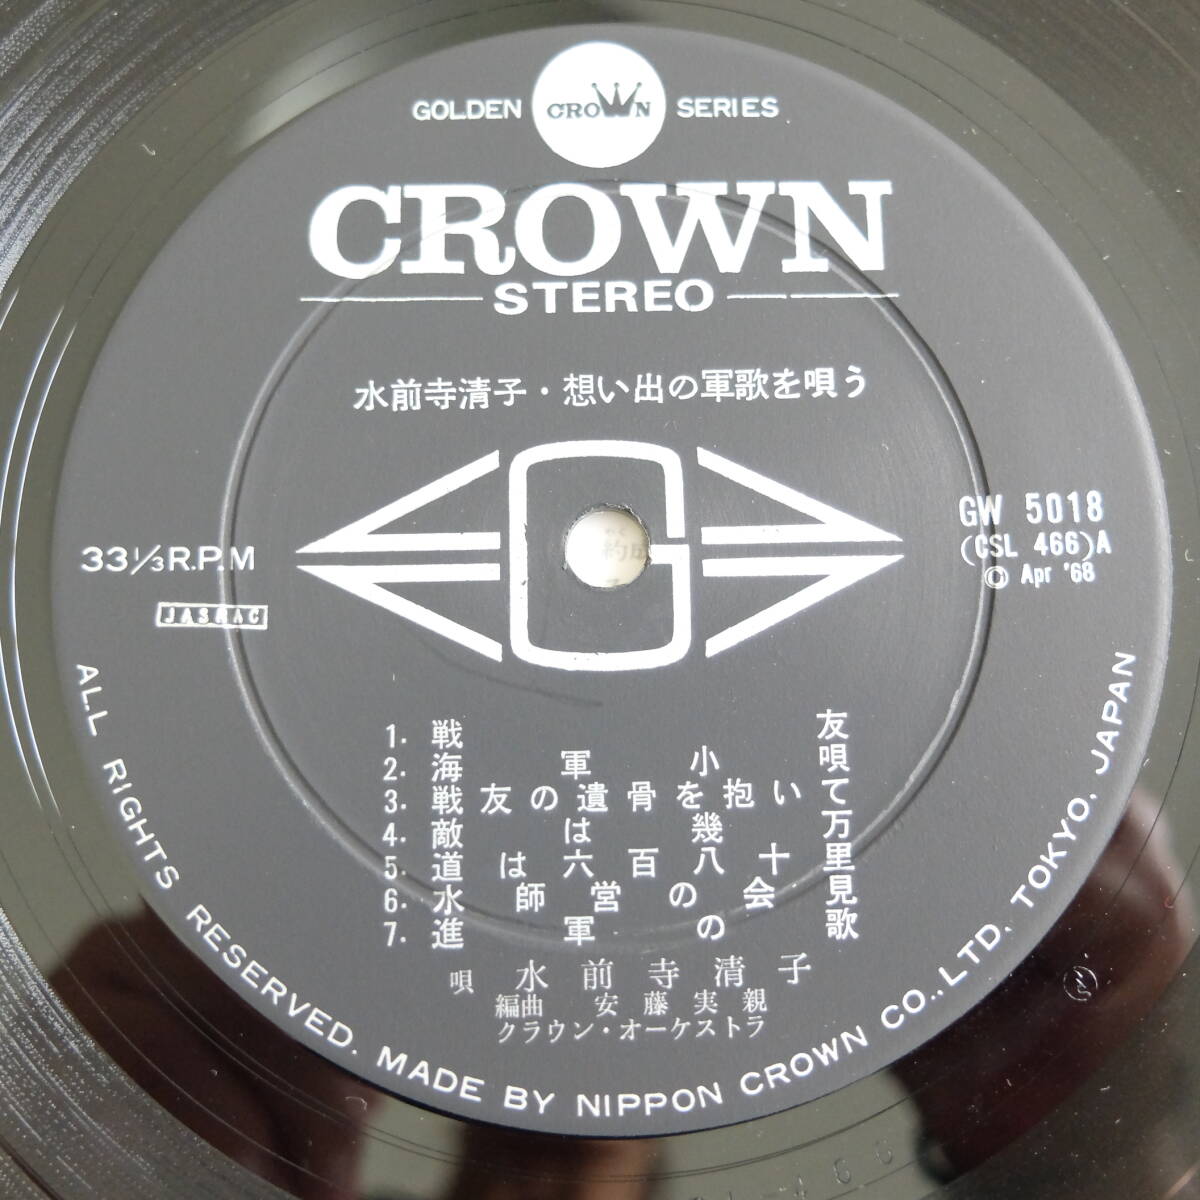 GOLDEN CROWN SERIES
CROWN
STEREO
水前寺清子・想い出の軍歌を唄う
GW 5018
(CSL 466)A
© Apr '68
33⅓R.P.M
JASRAC
1. 戦友
2. 海軍小唄
3. 戦友の遺骨を抱いて
4. 敵は幾万
5. 道は六百八十里
6. 水師営の会見
7. 進軍の歌
唄 水前寺清子
編曲 安藤実親
クラウン・オーケストラ
ALL RIGHTS RESERVED. MADE BY NIPPON CROWN CO., LTD. TOKYO, JAPAN